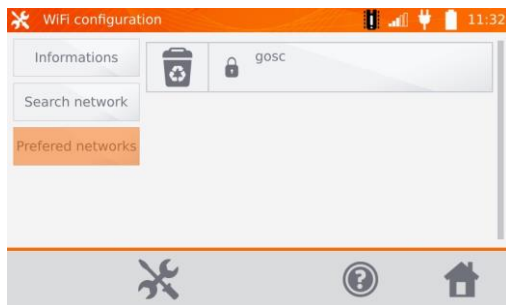 WiFi configuration
11:32
Informations
gosc
Search network
Prefered networks